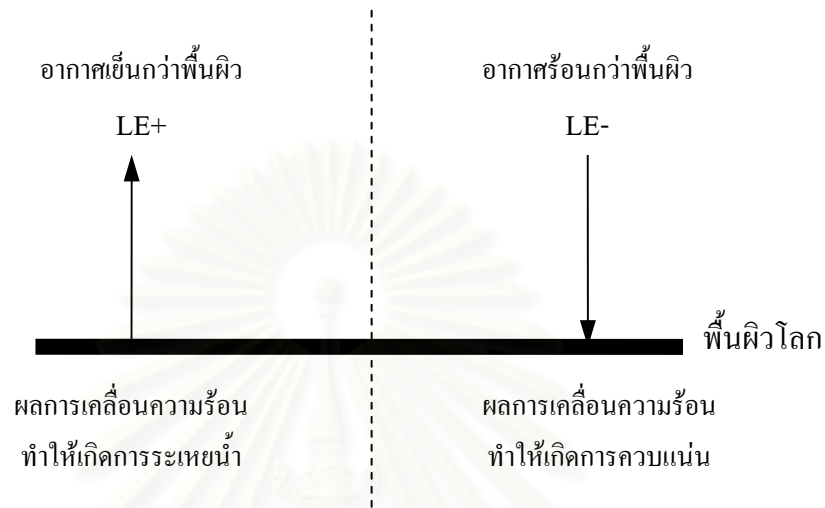 อากาศเย็นกว่าพื้นผิว
LE+
อากาศร้อนกว่าพื้นผิว
LE-
พื้นผิวโลก
ผลการเคลื่อนความร้อน
ทำให้เกิดการระเหยน้ำ
ผลการเคลื่อนความร้อน
ทำให้เกิดการควบแน่น